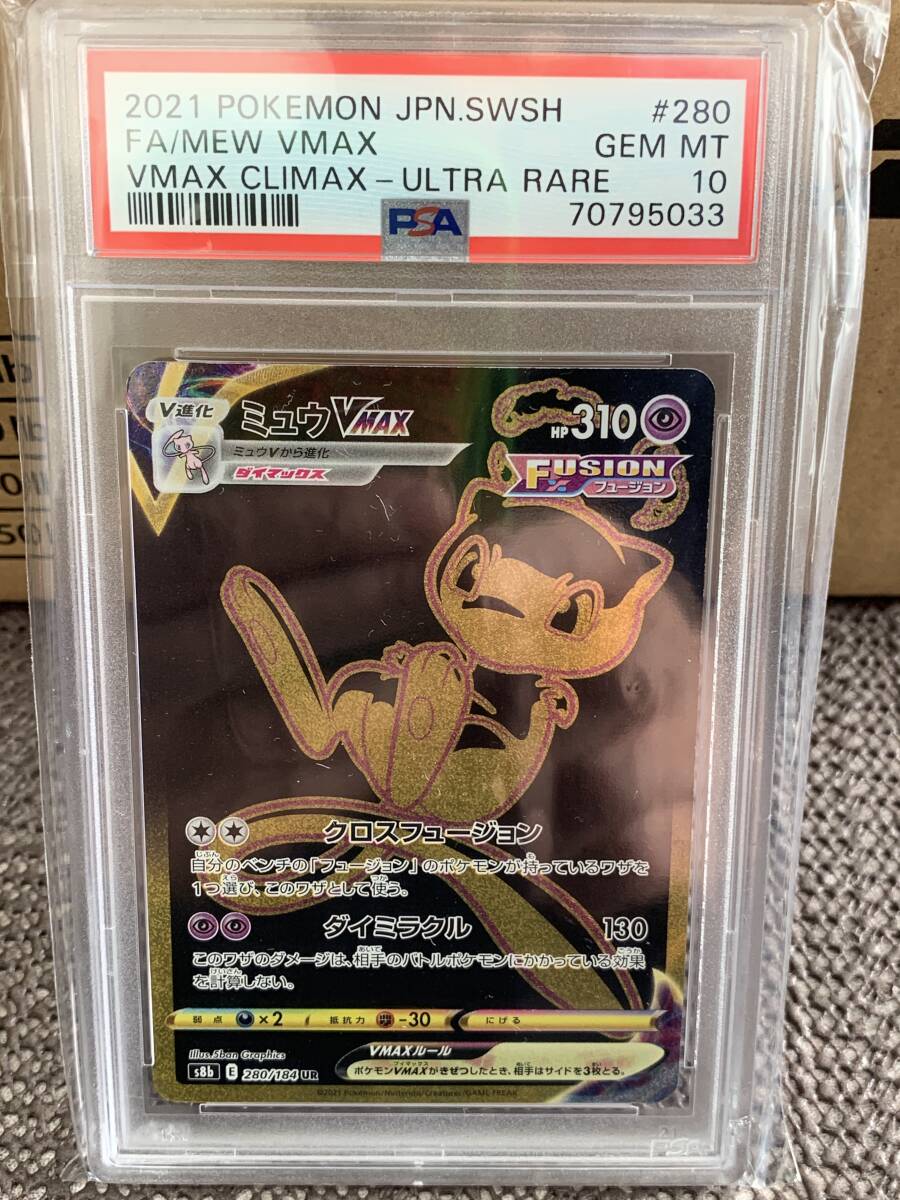 2021 POKEMON JPN.SWSH #280
FA/MEW VMAX GEM MT
VMAX CLIMAX-ULTRA RARE 10
70795033
PSA
V進化
ミュウVMAX
HP310
ミュウVから進化
ダイマックス
FUSION
フュージョン
クロスフュージョン
自分のベンチの「フュージョン」のポケモンが持っているワザを
1つ選び、このワザとして使う。
ダイミラクル 130
このワザのダメージは、相手のバトルポケモンにかかっている効果
を計算しない。
弱点 ×2 抵抗力 -30 にげる
Illus.5ban Graphics
VMAXルール
s8b E 280/184 UR
ポケモンVMAXがきぜつしたとき、相手はサイドを3枚とる。
©2021 Pokémon/Nintendo/Creatures/GAME FREAK